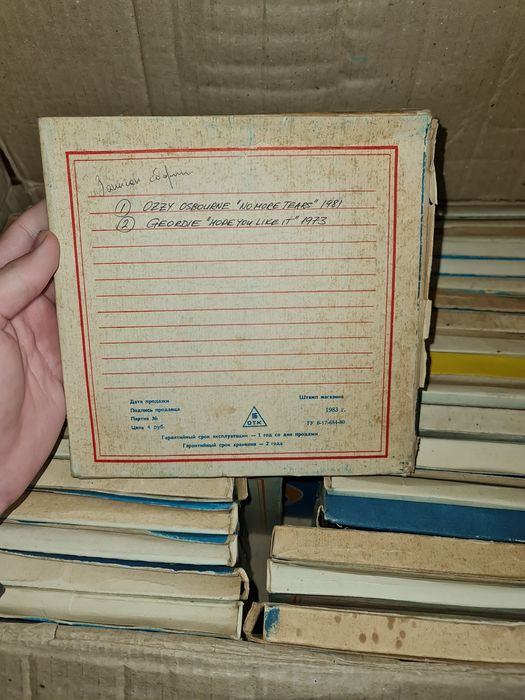 ① OZZY OSBOURNE "NO MORE TEARS" 1981
② GEORDIE "HOPE YOU LIKE IT" 1973
Дата продажи
Штамп магазина
Подпись продавца
1983 г.
Партия №
Цена 4 руб.
ОТК
ТУ 6-17-684-80
Гарантийный срок эксплуатации — 1 год со дня продажи
Гарантийный срок хранения — 2 года